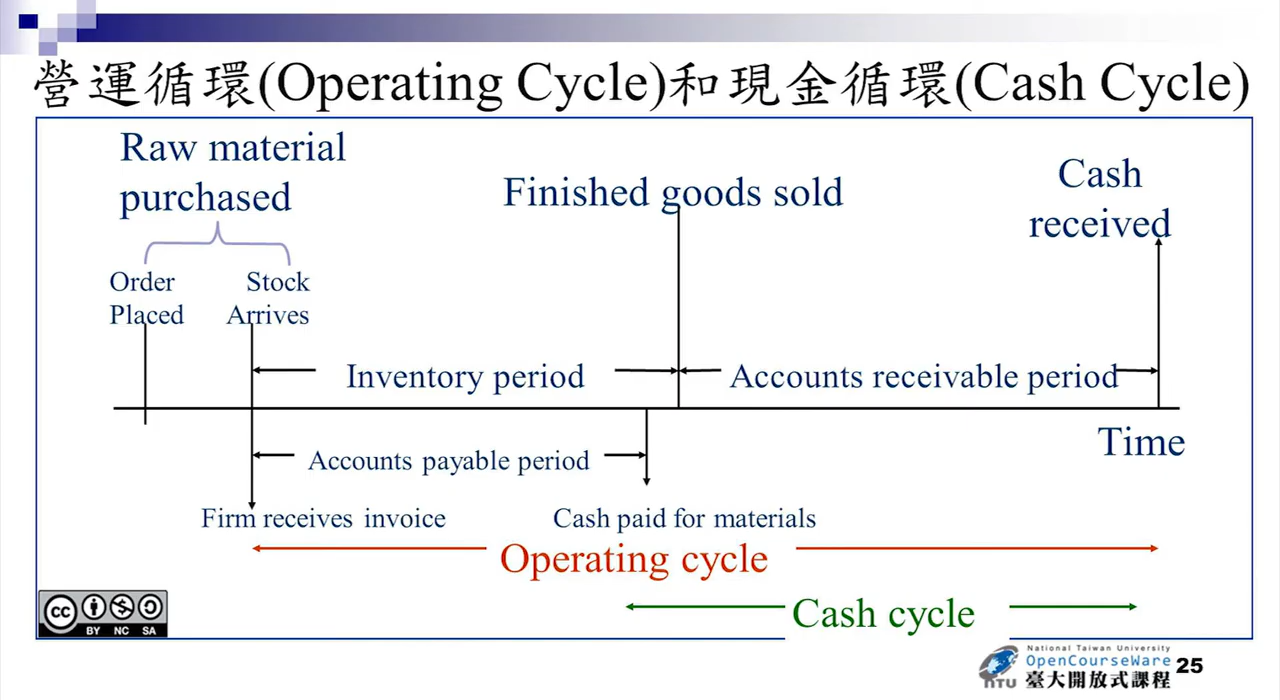 營運循環(Operating Cycle)和現金循環(Cash Cycle)
Raw material
purchased
Finished goods sold
Cash
received
Order
Placed
Stock
Arrives
Inventory period
Accounts receivable period
Time
Accounts payable period
Firm receives invoice
Cash paid for materials
Operating cycle
Cash cycle
cc
BY NC SA
National Taiwan University
OpenCourseWare
NTU
臺大開放式課程
25